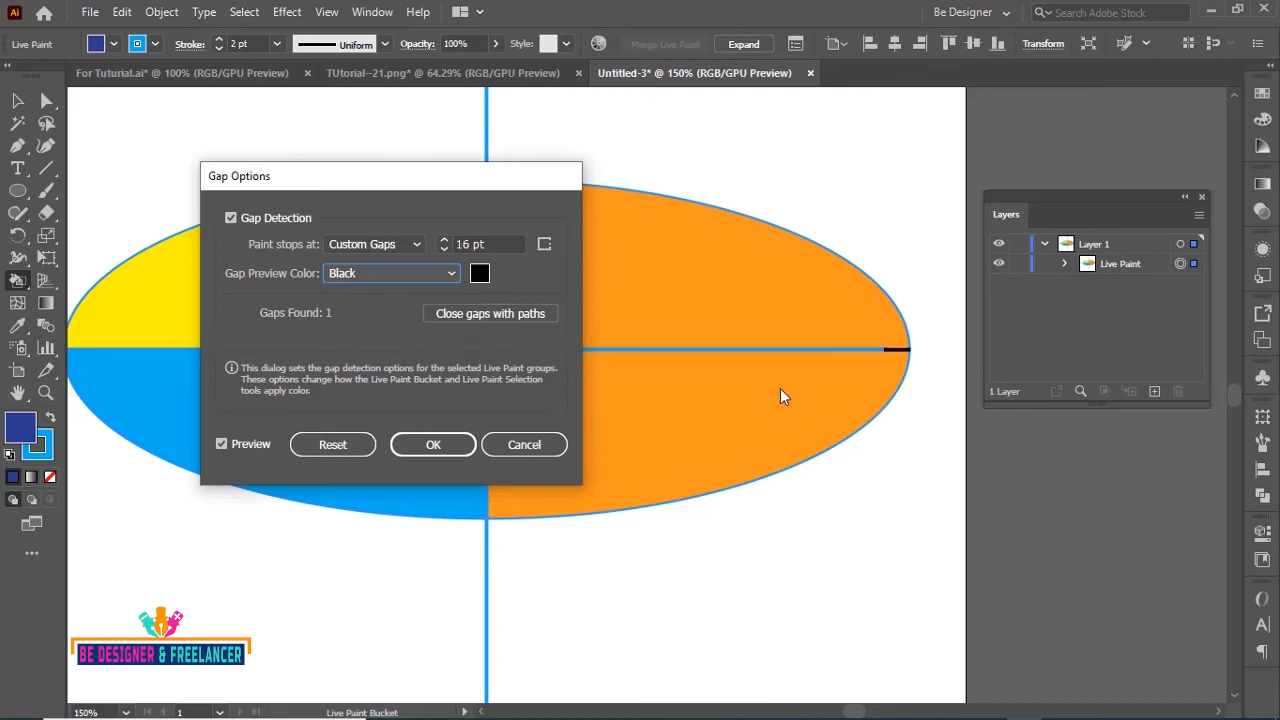 Ai File Edit Object Type Select Effect View Window Help Be Designer Search Adobe Stock
Live Paint Stroke: 2 pt Uniform Opacity: 100% Style: Merge Live Paint Expand Transform
For Tuturial.ai* @ 100% (RGB/GPU Preview) × TUtorial--21.png* @ 64.29% (RGB/GPU Preview) × Untitled-3* @ 150% (RGB/GPU Preview) ×
Gap Options
Gap Detection
Paint stops at: Custom Gaps 16 pt
Gap Preview Color: Black
Gaps Found: 1 Close gaps with paths
This dialog sets the gap detection options for the selected Live Paint groups.
These options change how the Live Paint Bucket and Live Paint Selection
tools apply color.
Preview Reset OK Cancel
Layers
Layer 1
Live Paint
1 Layer
BE DESIGNER & FREELANCER
150% 1 Live Paint Bucket